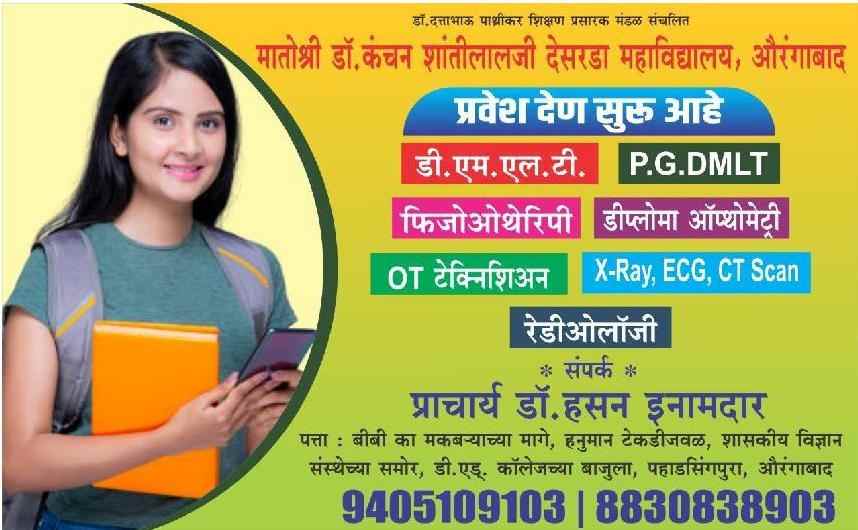 डॉ.दत्ताभाऊ पाथ्रीकर शिक्षण प्रसारक मंडळ संचलित
मातोश्री डॉ.कंचन शांतीलालजी देसरडा महाविद्यालय, औरंगाबाद
प्रवेश देण सुरू आहे
डी.एम.एल.टी. P.G.DMLT
फिजोओथेरिपी डीप्लोमा ऑप्थोमेट्री
OT टेक्निशिअन X-Ray, ECG, CT Scan
रेडीओलॉजी
* संपर्क *
प्राचार्य डॉ.हसन इनामदार
पत्ता : बीबी का मकबऱ्याच्या मागे, हनुमान टेकडीजवळ, शासकीय विज्ञान
संस्थेच्या समोर, डी.एड्. कॉलेजच्या बाजुला, पहाडसिंगपुरा, औरंगाबाद
9405109103 | 8830838903